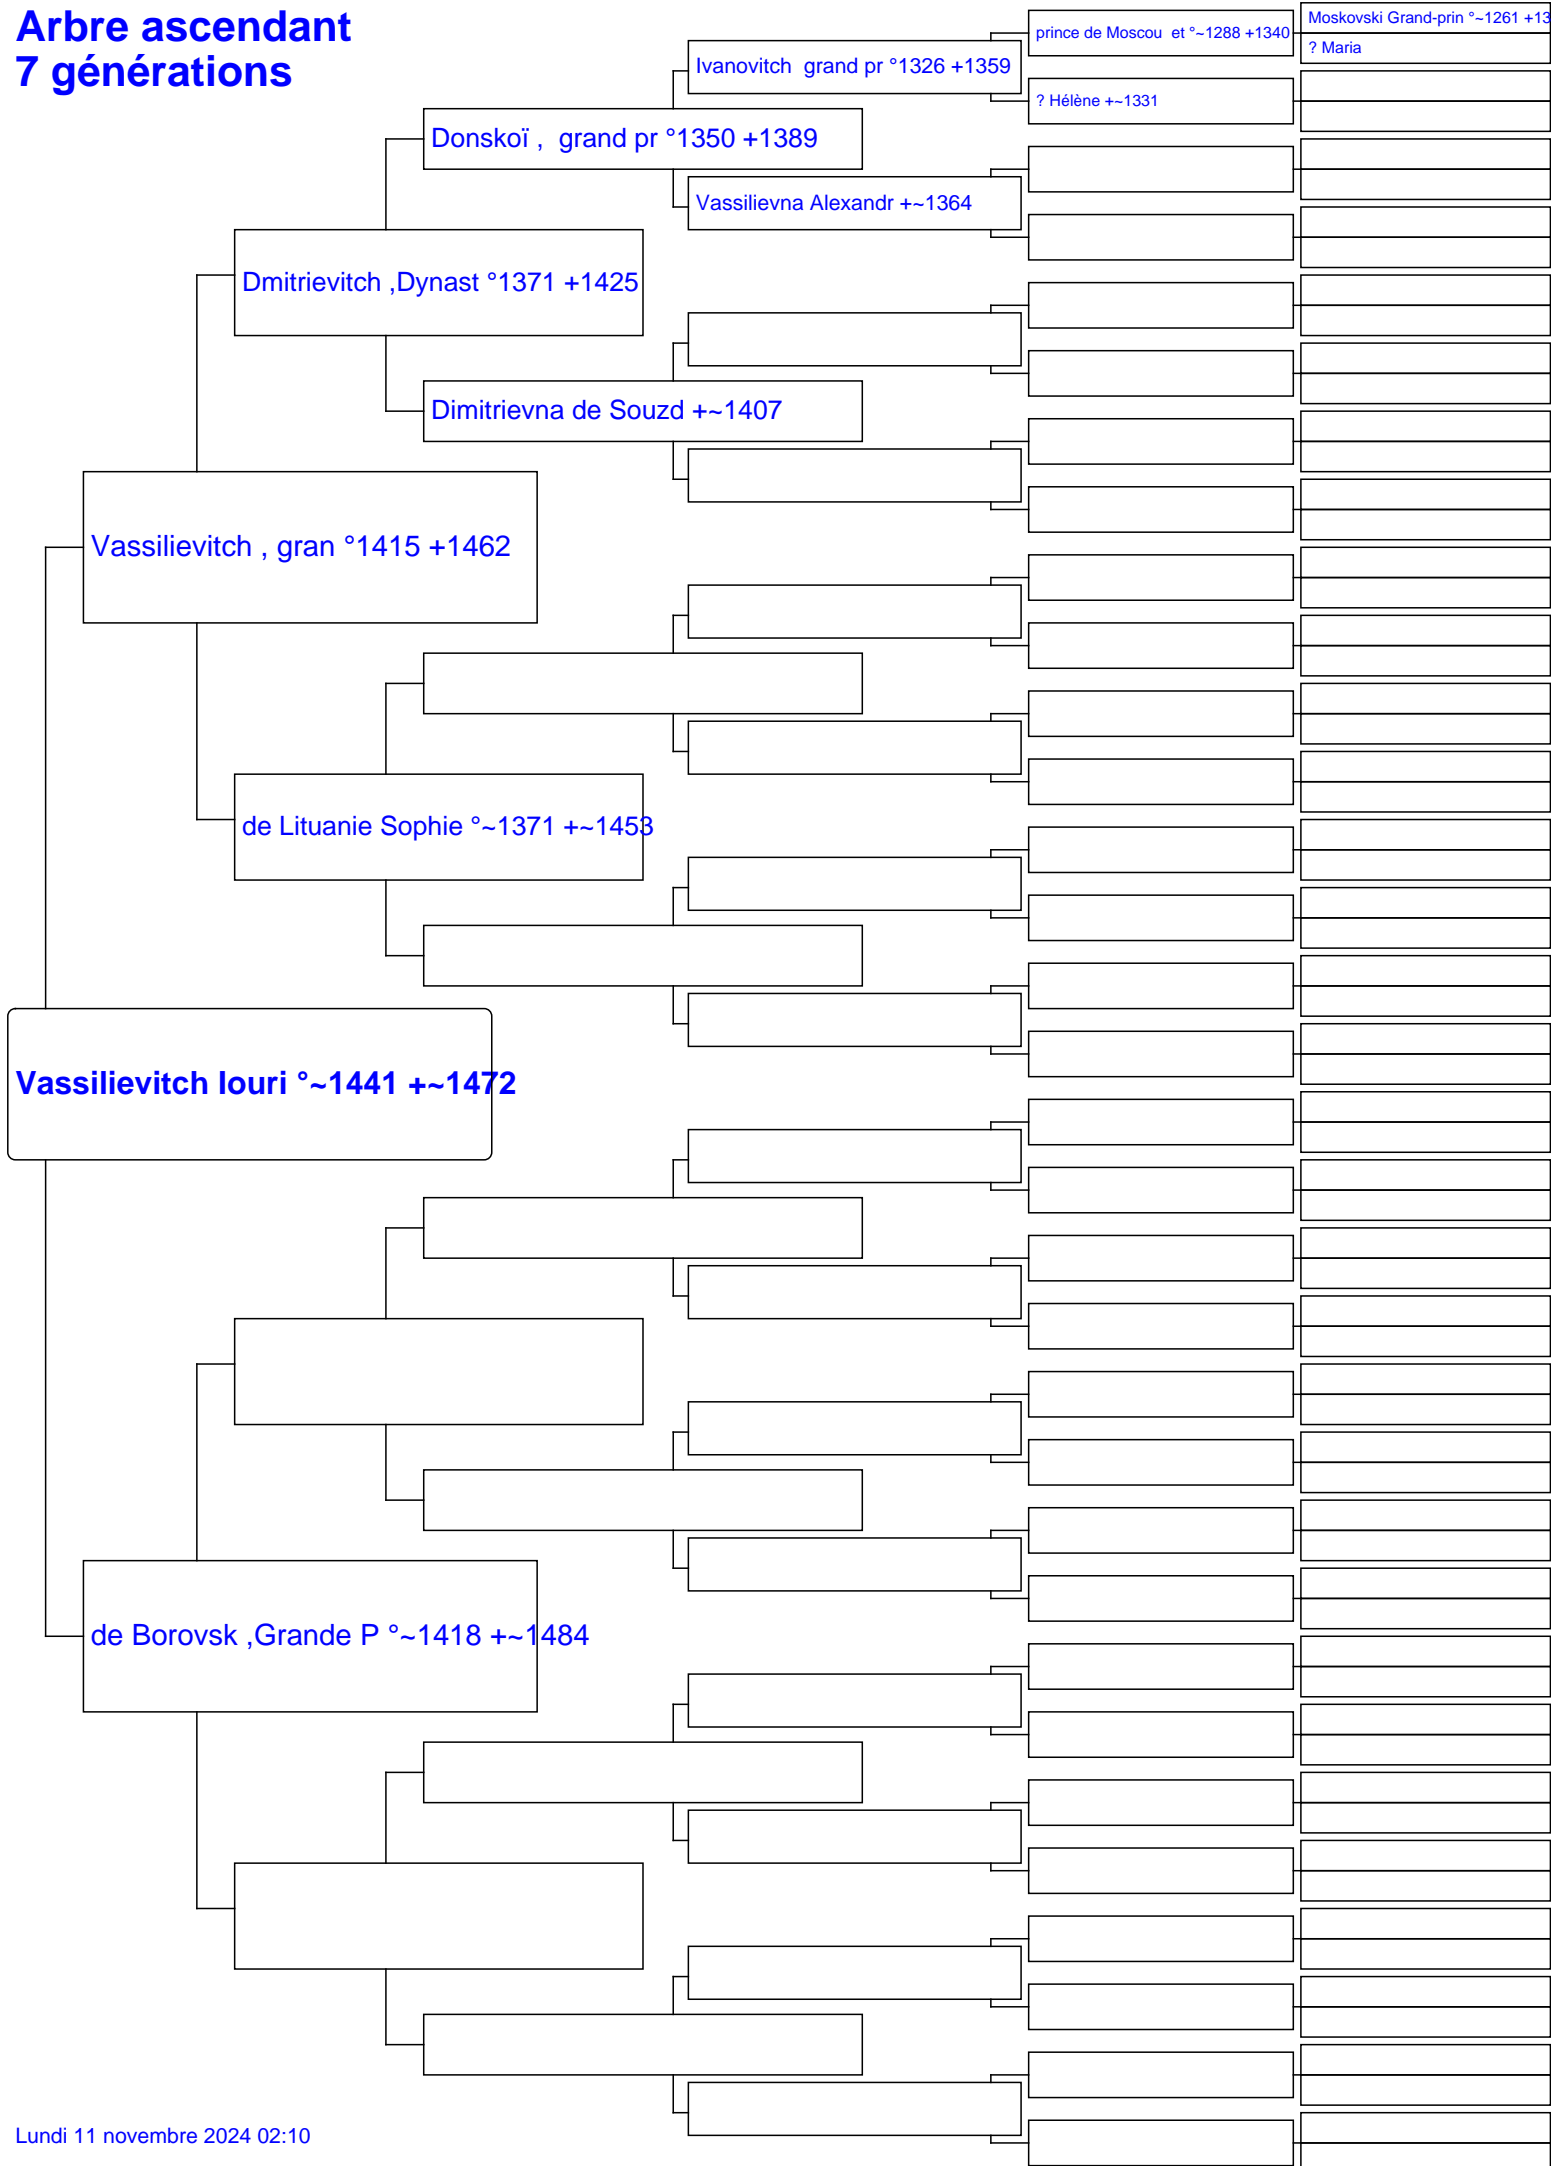 Arbre ascendant
7 générations
Moskovski Grand-prin °~1261 +13
prince de Moscou  et °~1288 +1340
? Maria
Ivanovitch  grand pr °1326 +1359
? Hélène +~1331
Donskoï ,  grand pr °1350 +1389
Vassilievna Alexandr +~1364
Dmitrievitch ,Dynast °1371 +1425
Dimitrievna de Souzd +~1407
Vassilievitch , gran °1415 +1462
de Lituanie Sophie °~1371 +~1453
Vassilievitch Iouri °~1441 +~1472
de Borovsk ,Grande P °~1418 +~1484
Lundi 11 novembre 2024 02:10